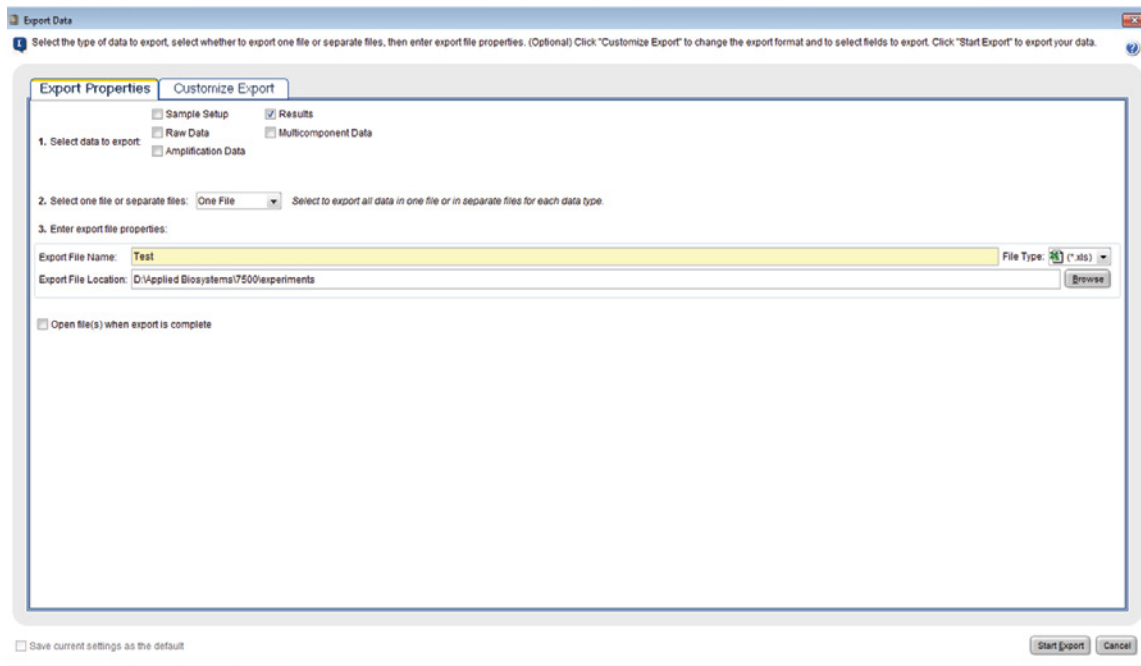 Export Data
Select the type of data to export, select whether to export one file or separate files, then enter export file properties. (Optional) Click "Customize Export" to change the export format and to select fields to export. Click "Start Export" to export your data.
Export Properties Customize Export
Sample Setup Results
1. Select data to export: Raw Data Multicomponent Data
Amplification Data
2. Select one file or separate files: One File Select to export all data in one file or in separate files for each data type.
3. Enter export file properties:
Export File Name: Test File Type: (*.xls)
Export File Location: D:\Applied Biosystems\7500\experiments Browse
Open file(s) when export is complete
Save current settings as the default Start Export Cancel